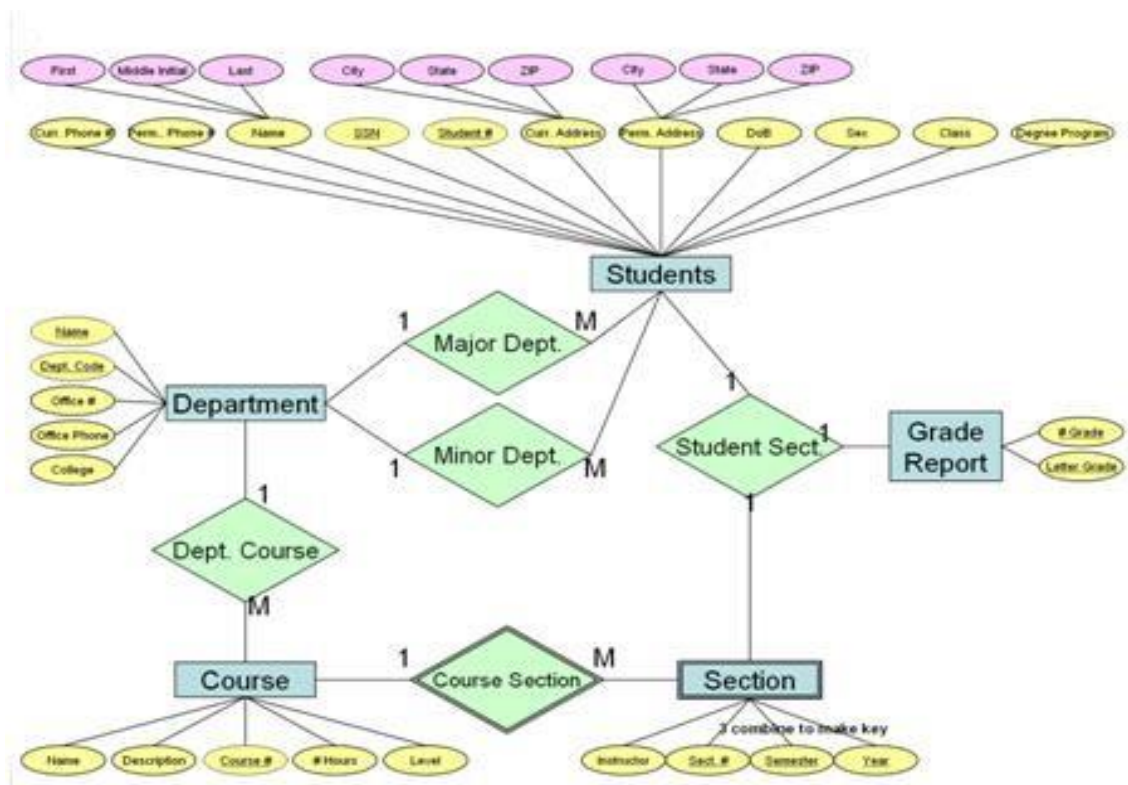 First Middle Initial Last City State ZIP City State ZIP
Curr. Phone # Perm.. Phone # Name SSN Student # Curr. Address Perm. Address DoB Sex Class Degree Program
Students
Name
Dept. Code
Office #
Office Phone
College
Department
1
Major Dept.
M
1
Minor Dept.
M
1
Student Sect.
1
1
Grade
Report
# Grade
Letter Grade
1
Dept. Course
M
Course
1
Course Section
M
Section
3 combine to make key
Name Description Course # # Hours Level Instructor Sect. # Semester Year